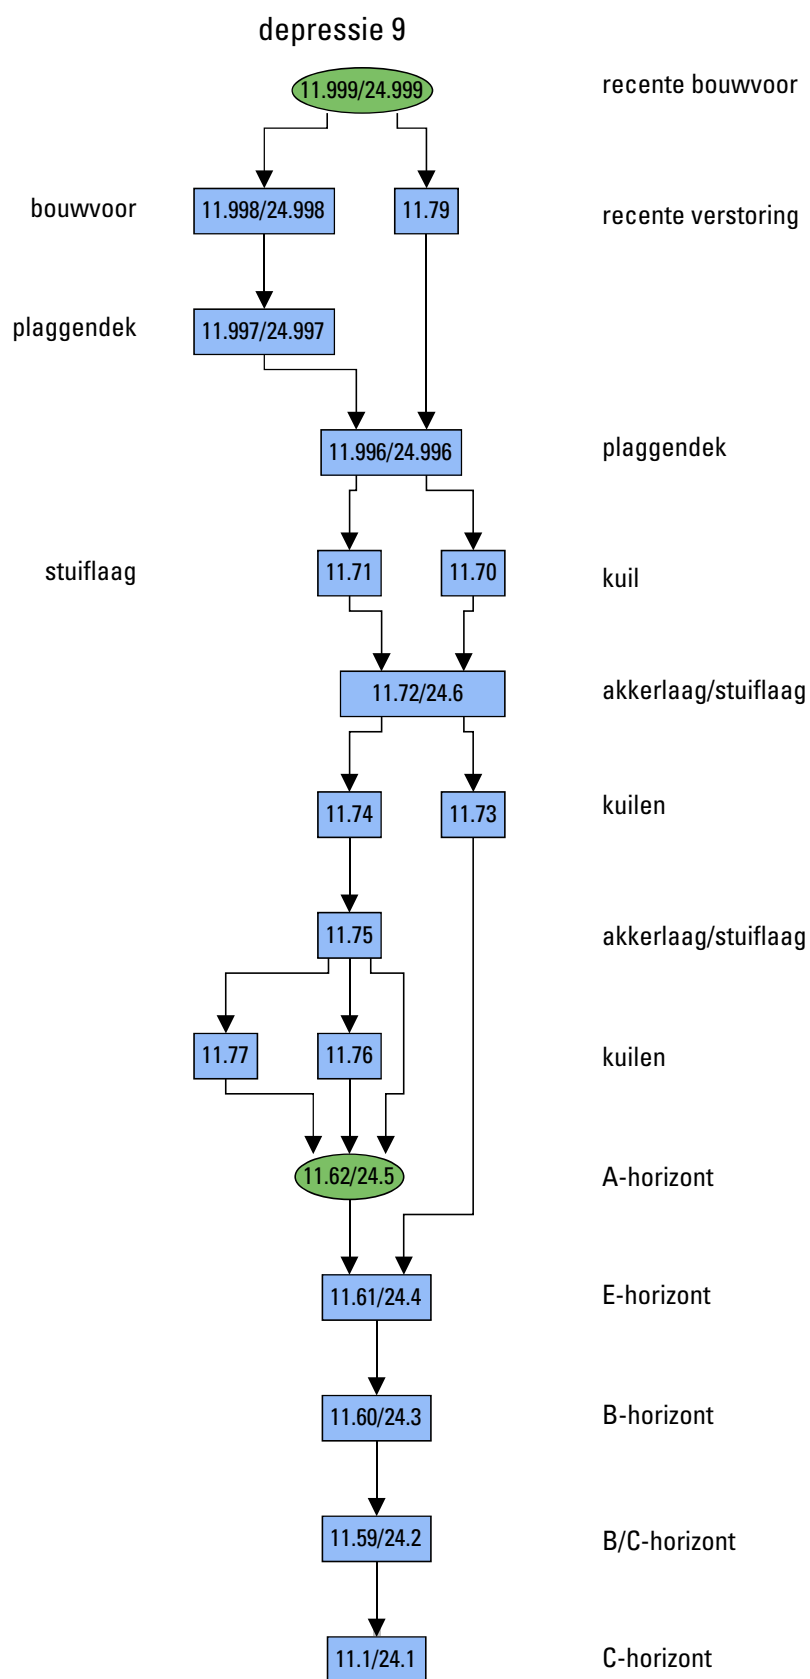 depressie 9
11.999/24.999
recente bouwvoor
bouwvoor
11.998/24.998
11.79
recente verstoring
plaggendek
11.997/24.997
11.996/24.996
plaggendek
stuiflaag
11.71
11.70
kuil
11.72/24.6
akkerlaag/stuiflaag
11.74
11.73
kuilen
11.75
akkerlaag/stuiflaag
11.77
11.76
kuilen
11.62/24.5
A-horizont
11.61/24.4
E-horizont
11.60/24.3
B-horizont
11.59/24.2
B/C-horizont
11.1/24.1
C-horizont